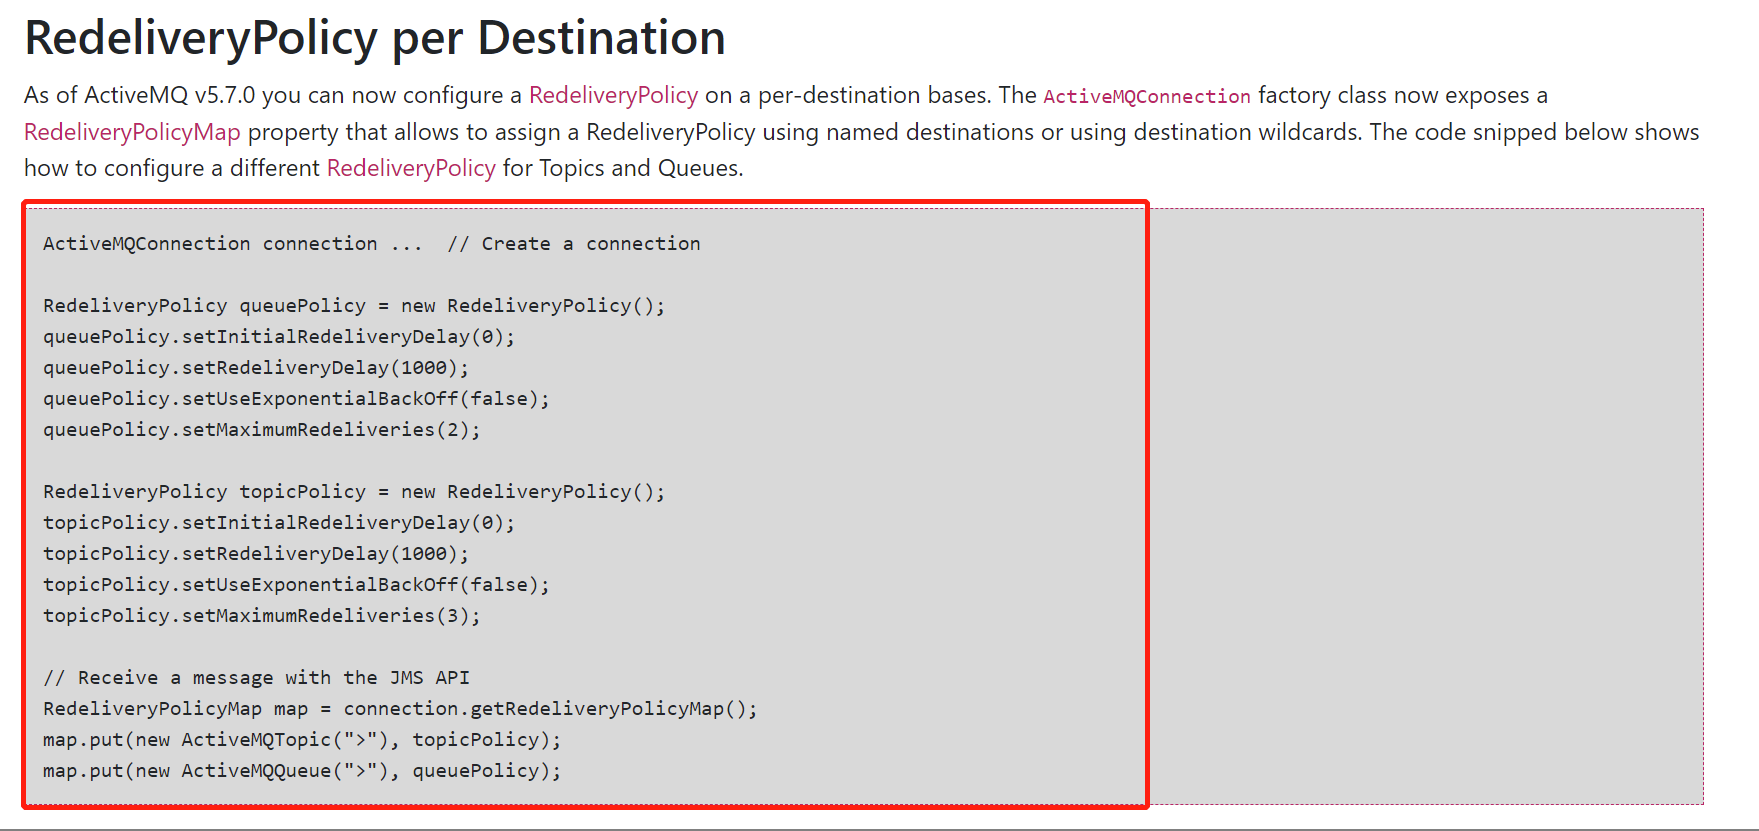 RedeliveryPolicy per Destination
As of ActiveMQ v5.7.0 you can now configure a RedeliveryPolicy on a per-destination bases. The ActiveMQConnection factory class now exposes a
RedeliveryPolicyMap property that allows to assign a RedeliveryPolicy using named destinations or using destination wildcards. The code snipped below shows
how to configure a different RedeliveryPolicy for Topics and Queues.
ActiveMQConnection connection ...  // Create a connection
RedeliveryPolicy queuePolicy = new RedeliveryPolicy();
queuePolicy.setInitialRedeliveryDelay(0);
queuePolicy.setRedeliveryDelay(1000);
queuePolicy.setUseExponentialBackOff(false);
queuePolicy.setMaximumRedeliveries(2);
RedeliveryPolicy topicPolicy = new RedeliveryPolicy();
topicPolicy.setInitialRedeliveryDelay(0);
topicPolicy.setRedeliveryDelay(1000);
topicPolicy.setUseExponentialBackOff(false);
topicPolicy.setMaximumRedeliveries(3);
// Receive a message with the JMS API
RedeliveryPolicyMap map = connection.getRedeliveryPolicyMap();
map.put(new ActiveMQTopic(">"), topicPolicy);
map.put(new ActiveMQQueue(">"), queuePolicy);